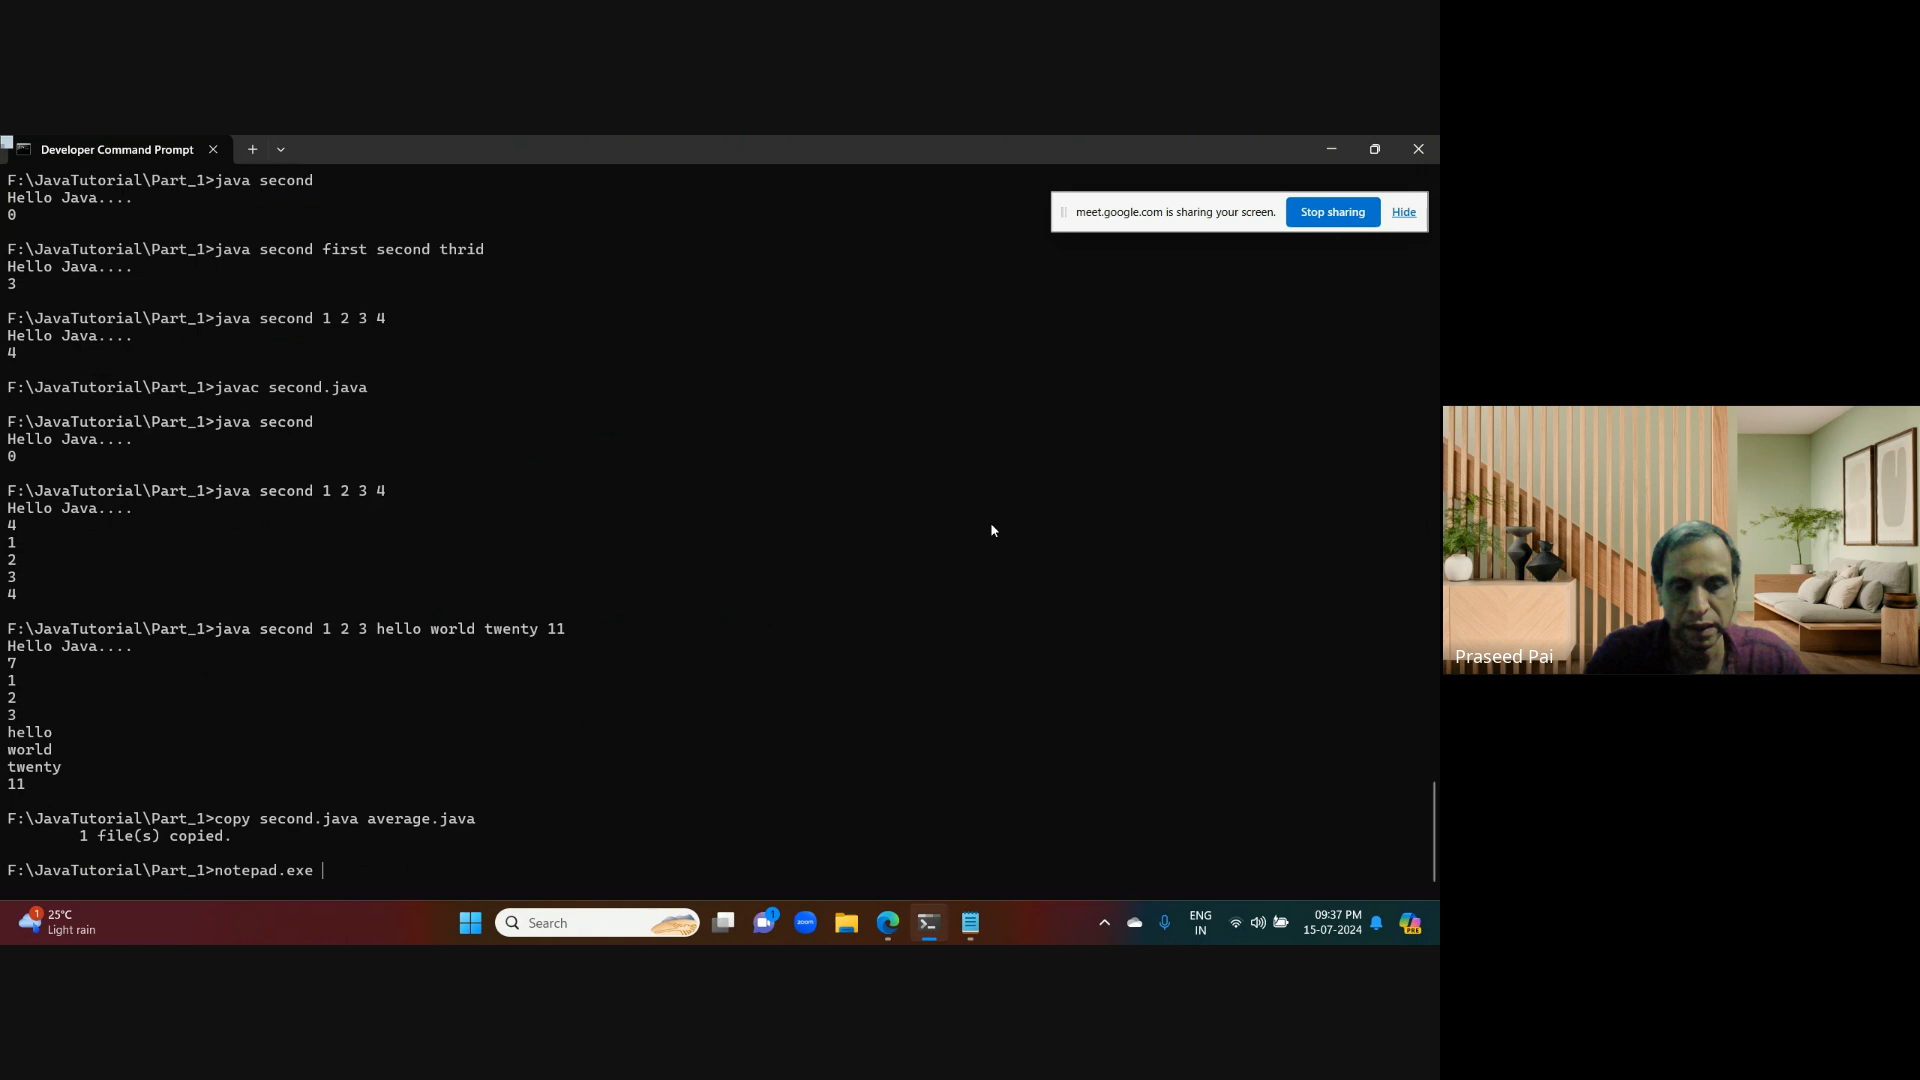 Developer Command Prompt
F:\JavaTutorial\Part_1>java second
Hello Java....
0
F:\JavaTutorial\Part_1>java second first second thrid
Hello Java....
3
F:\JavaTutorial\Part_1>java second 1 2 3 4
Hello Java....
4
F:\JavaTutorial\Part_1>javac second.java
F:\JavaTutorial\Part_1>java second
Hello Java....
0
F:\JavaTutorial\Part_1>java second 1 2 3 4
Hello Java....
4
1
2
3
4
F:\JavaTutorial\Part_1>java second 1 2 3 hello world twenty 11
Hello Java....
7
1
2
3
hello
world
twenty
11
F:\JavaTutorial\Part_1>copy second.java average.java
1 file(s) copied.
F:\JavaTutorial\Part_1>notepad.exe
meet.google.com is sharing your screen. Stop sharing Hide
Praseed Pai
1
25°C
Light rain
Search
1
zoom
ENG
IN
09:37 PM
15-07-2024
PRE